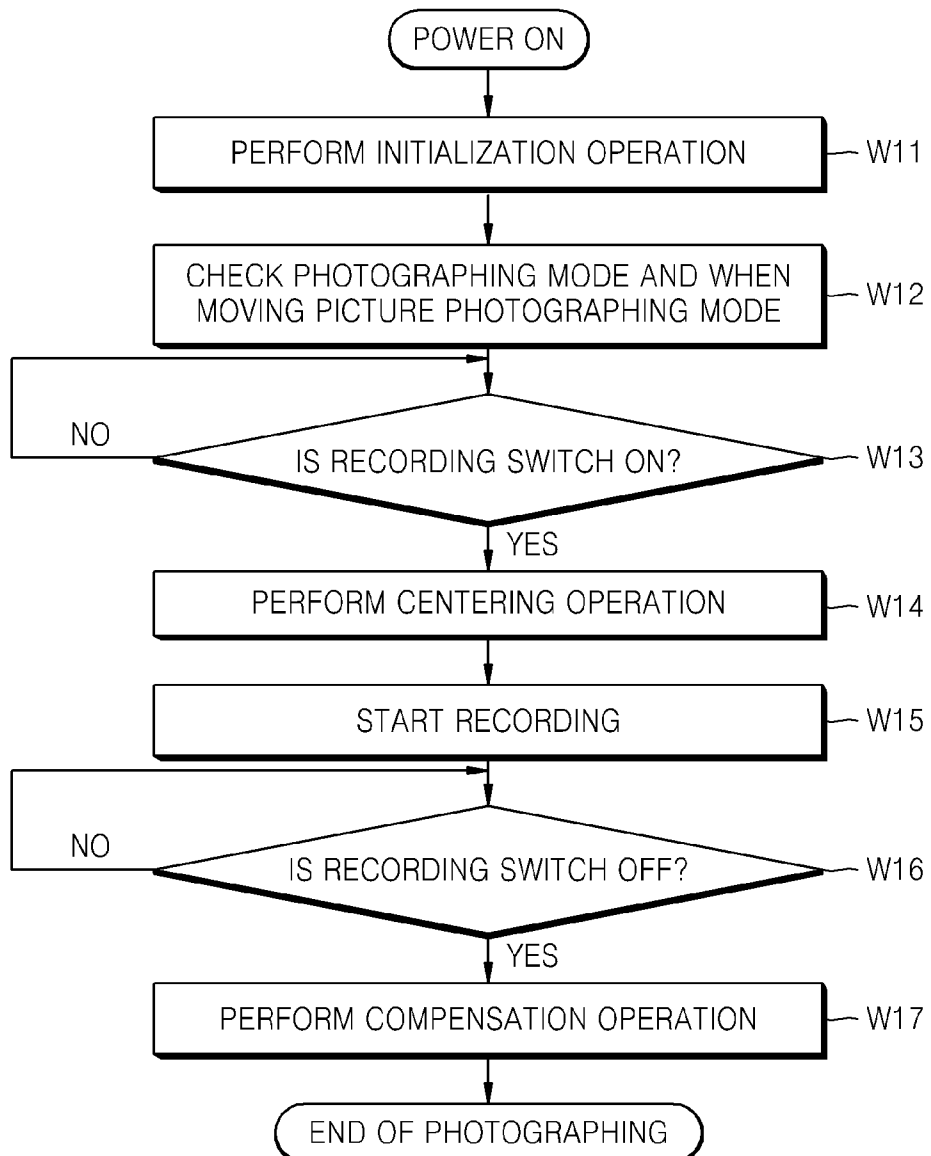 POWER ON
PERFORM INITIALIZATION OPERATION
W11
CHECK PHOTOGRAPHING MODE AND WHEN
MOVING PICTURE PHOTOGRAPHING MODE
W12
NO
IS RECORDING SWITCH ON?
W13
YES
PERFORM CENTERING OPERATION
W14
START RECORDING
W15
NO
IS RECORDING SWITCH OFF?
W16
YES
PERFORM COMPENSATION OPERATION
W17
END OF PHOTOGRAPHING